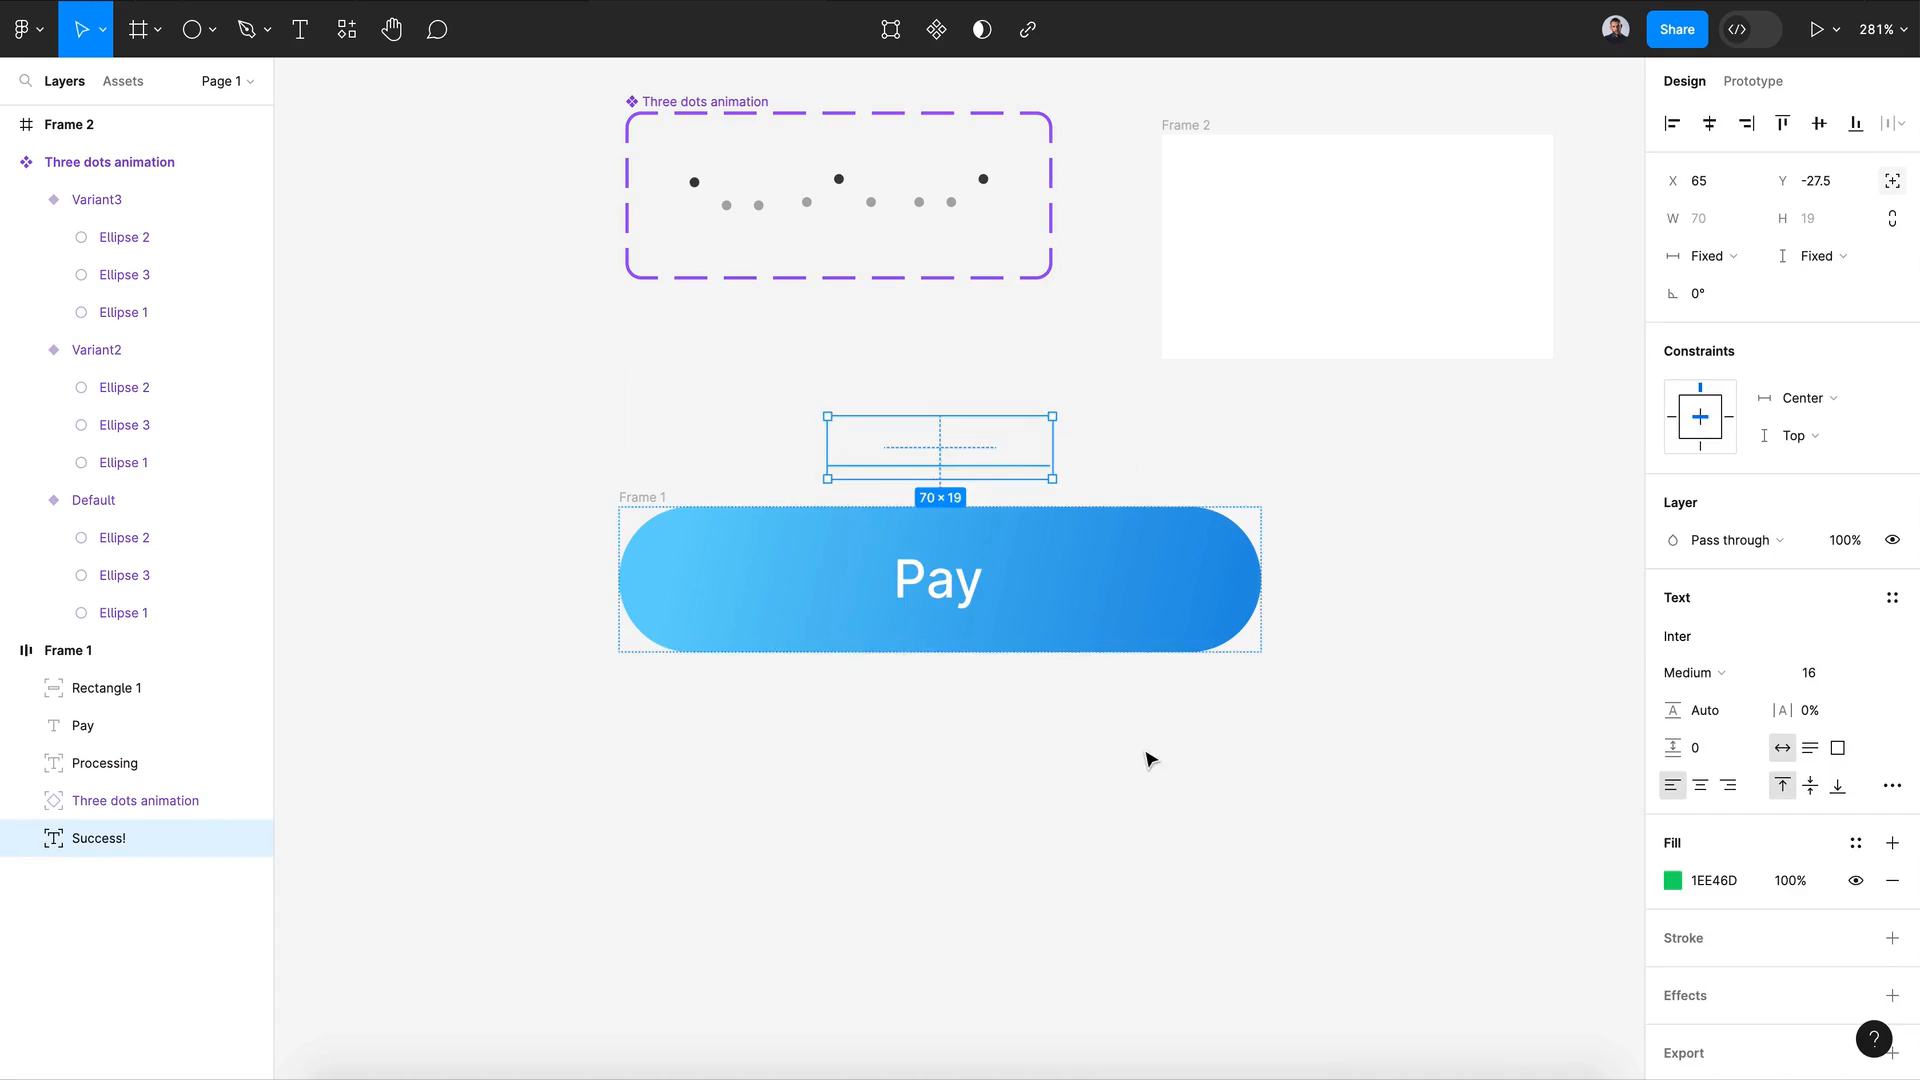 Share
281%
Layers
Assets
Page 1
Frame 2
Three dots animation
Variant3
Ellipse 2
Ellipse 3
Ellipse 1
Variant2
Ellipse 2
Ellipse 3
Ellipse 1
Default
Ellipse 2
Ellipse 3
Ellipse 1
Frame 1
Rectangle 1
Pay
Processing
Three dots animation
Success!
Three dots animation
Frame 2
70 × 19
Frame 1
Pay
Design
Prototype
X 65
Y -27.5
W 70
H 19
Fixed
Fixed
0°
Constraints
Center
Top
Layer
Pass through
100%
Text
Inter
Medium
16
A Auto
|A| 0%
0
Fill
1EE46D
100%
Stroke
Effects
Export
?